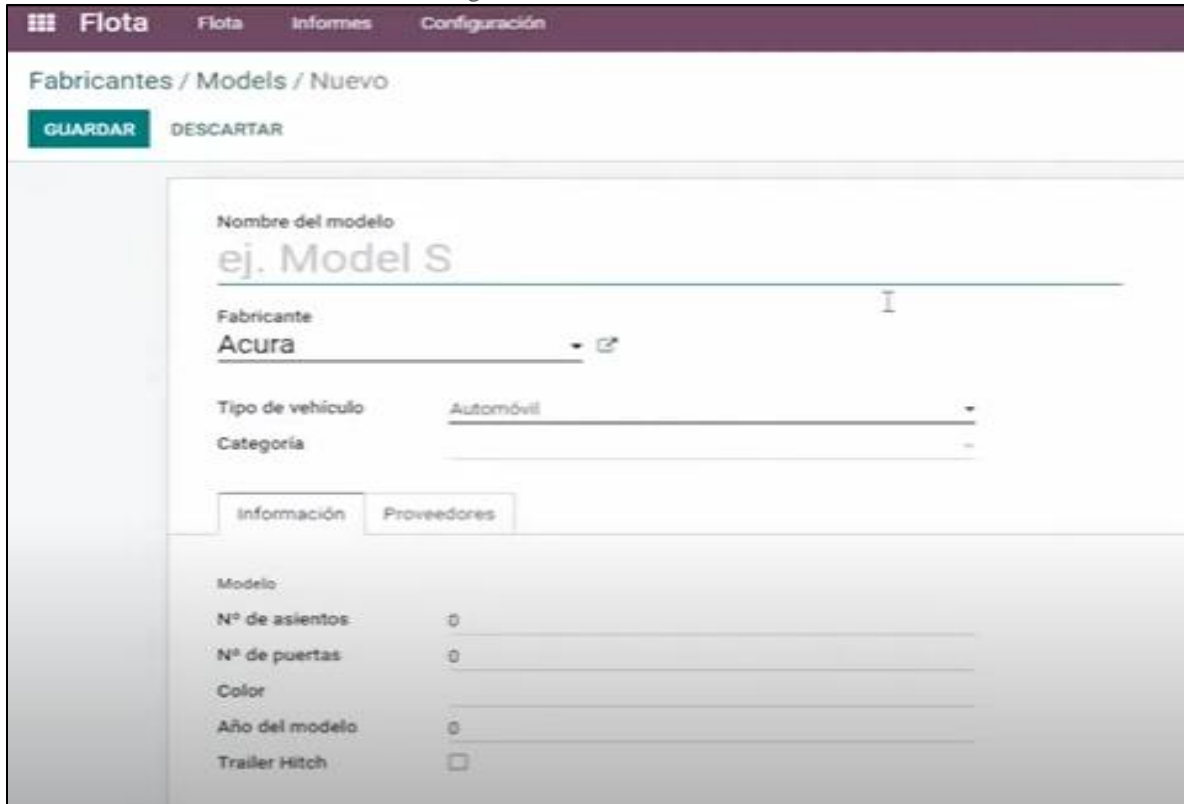 Flota Flota Informes Configuración
Fabricantes / Models / Nuevo
GUARDAR DESCARTAR
Nombre del modelo
ej. Model S
Fabricante
Acura
Tipo de vehículo Automóvil
Categoría
Información Proveedores
Modelo
Nº de asientos 0
Nº de puertas 0
Color
Año del modelo 0
Trailer Hitch